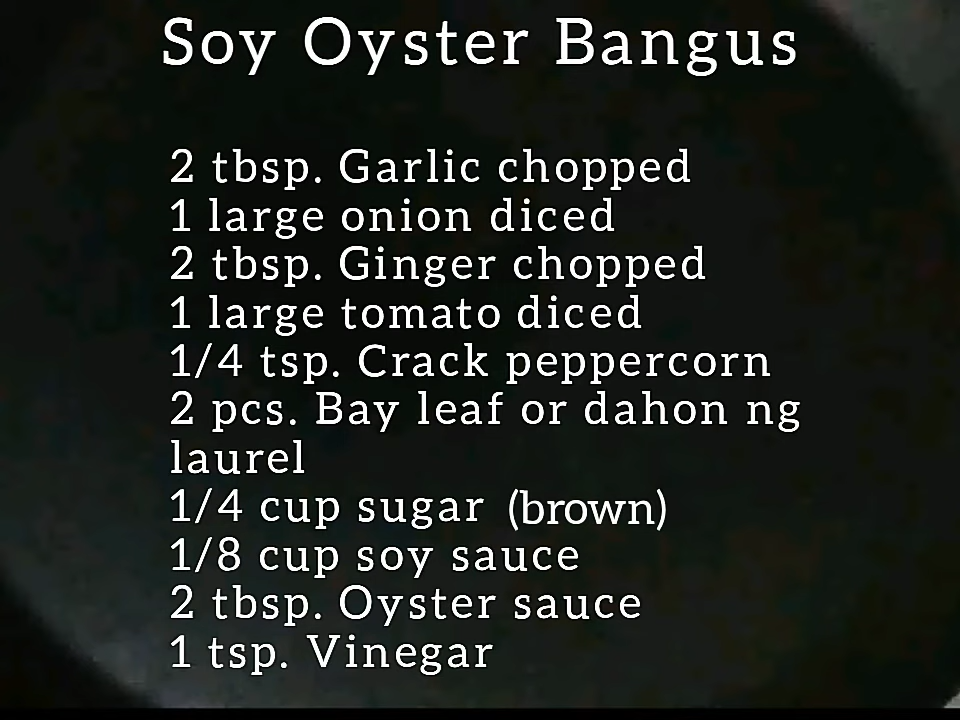 Soy Oyster Bangus
2 tbsp. Garlic chopped
1 large onion diced
2 tbsp. Ginger chopped
1 large tomato diced
1/4 tsp. Crack peppercorn
2 pcs. Bay leaf or dahon ng
laurel
1/4 cup sugar (brown)
1/8 cup soy sauce
2 tbsp. Oyster sauce
1 tsp. Vinegar